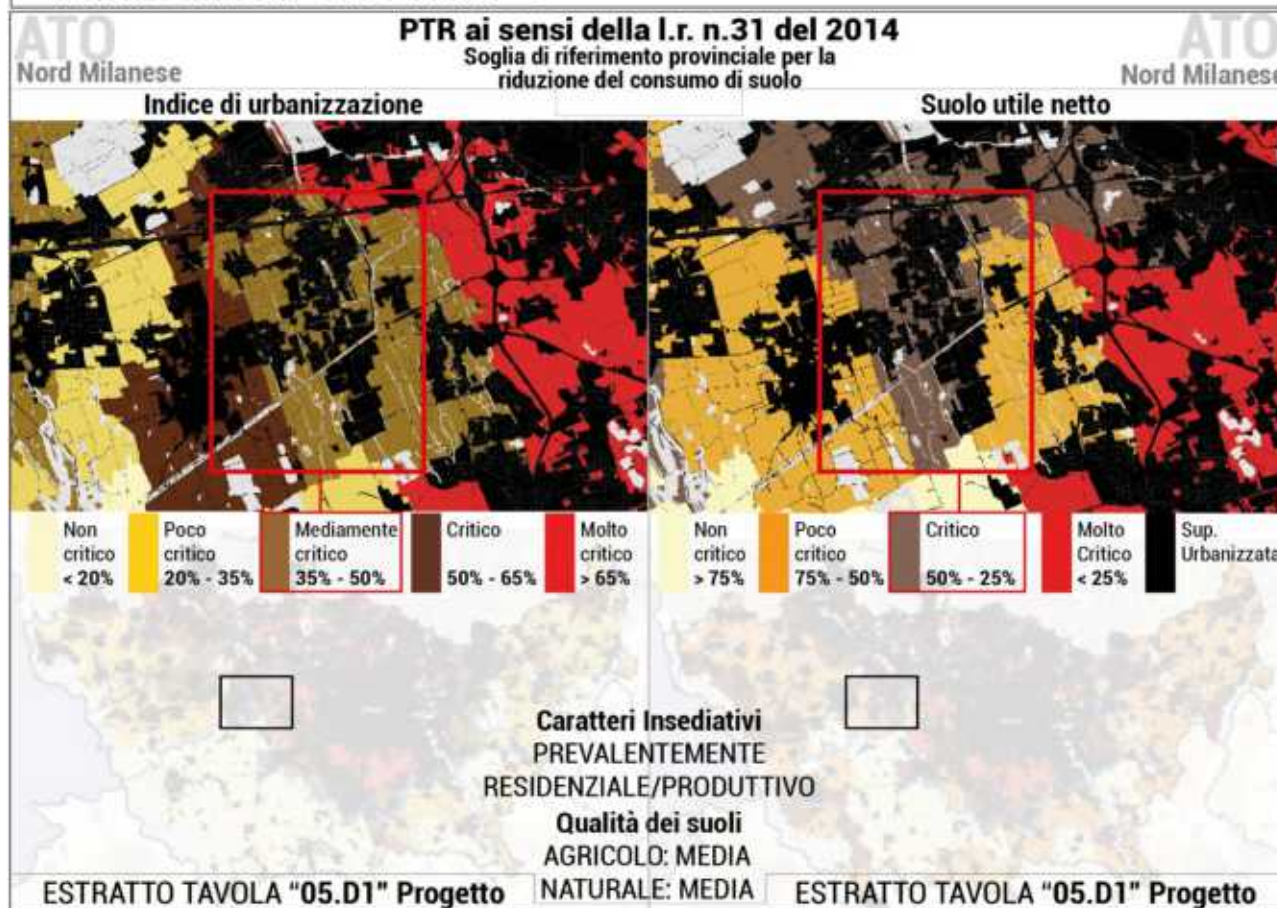 ATO
Nord Milanese
PTR ai sensi della l.r. n.31 del 2014
Soglia di riferimento provinciale per la
riduzione del consumo di suolo
ATO
Nord Milanese
Indice di urbanizzazione
Suolo utile netto
Non
critico
< 20%
Poco
critico
20% - 35%
Mediamente
critico
35% - 50%
Critico
50% - 65%
Molto
critico
> 65%
Non
critico
> 75%
Poco
critico
75% - 50%
Critico
50% - 25%
Molto
Critico
< 25%
Sup.
Urbanizzata
Caratteri Insediativi
PREVALENTEMENTE
RESIDENZIALE/PRODUTTIVO
Qualità dei suoli
AGRICOLO: MEDIA
NATURALE: MEDIA
ESTRATTO TAVOLA "05.D1" Progetto
ESTRATTO TAVOLA "05.D1" Progetto